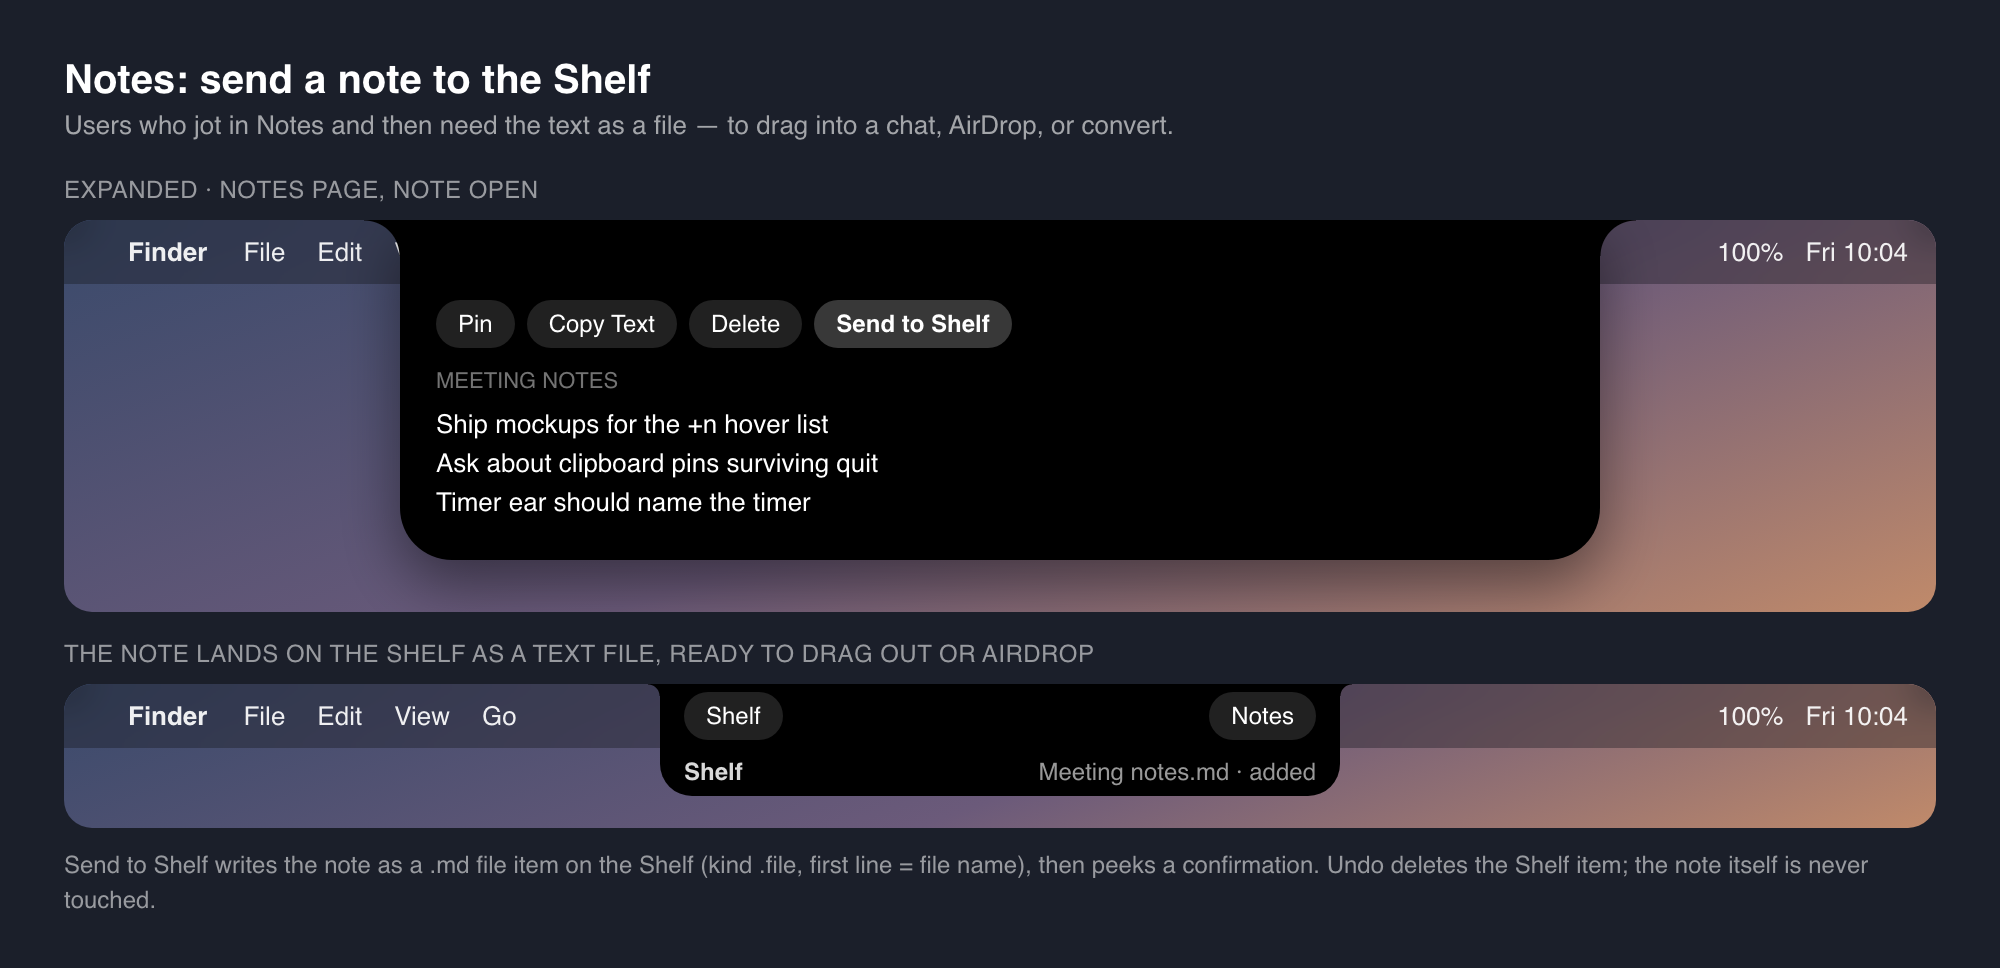 Notes: send a note to the Shelf
Users who jot in Notes and then need the text as a file — to drag into a chat, AirDrop, or convert.
EXPANDED · NOTES PAGE, NOTE OPEN
Finder File Edit
100% Fri 10:04
Pin Copy Text Delete Send to Shelf
MEETING NOTES
Ship mockups for the +n hover list
Ask about clipboard pins surviving quit
Timer ear should name the timer
THE NOTE LANDS ON THE SHELF AS A TEXT FILE, READY TO DRAG OUT OR AIRDROP
Finder File Edit View Go
Shelf Notes
100% Fri 10:04
Shelf Meeting notes.md · added
Send to Shelf writes the note as a .md file item on the Shelf (kind .file, first line = file name), then peeks a confirmation. Undo deletes the Shelf item; the note itself is never
touched.